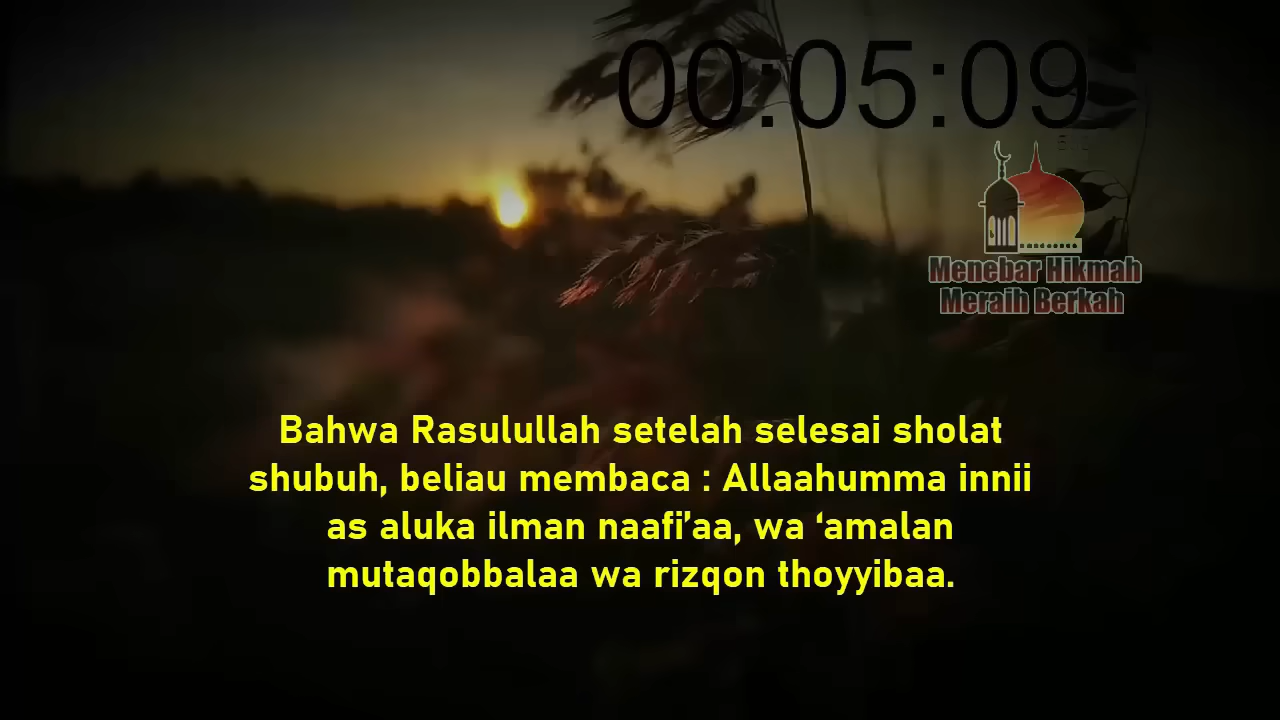 00:05:09
Menebar Hikmah
Meraih Berkah
Bahwa Rasulullah setelah selesai sholat
shubuh, beliau membaca : Allaahumma innii
as aluka ilman naafi’aa, wa ‘amalan
mutaqobbalaa wa rizqon thoyyibaa.